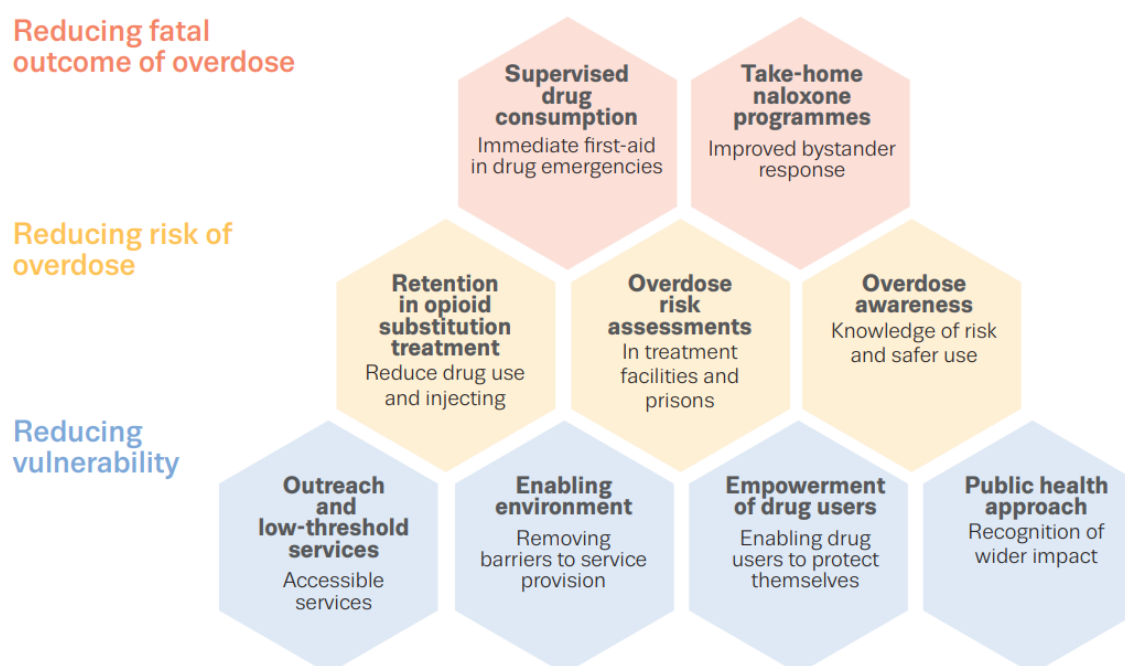 Reducing fatal
outcome of overdose
Supervised
drug
consumption
Immediate first-aid
in drug emergencies
Take-home
naloxone
programmes
Improved bystander
response
Reducing risk of
overdose
Retention
in opioid
substitution
treatment
Reduce drug use
and injecting
Overdose
risk
assessments
In treatment
facilities and
prisons
Overdose
awareness
Knowledge of risk
and safer use
Reducing
vulnerability
Outreach
and
low-threshold
services
Accessible
services
Enabling
environment
Removing
barriers to service
provision
Empowerment
of drug users
Enabling drug
users to protect
themselves
Public health
approach
Recognition of
wider impact